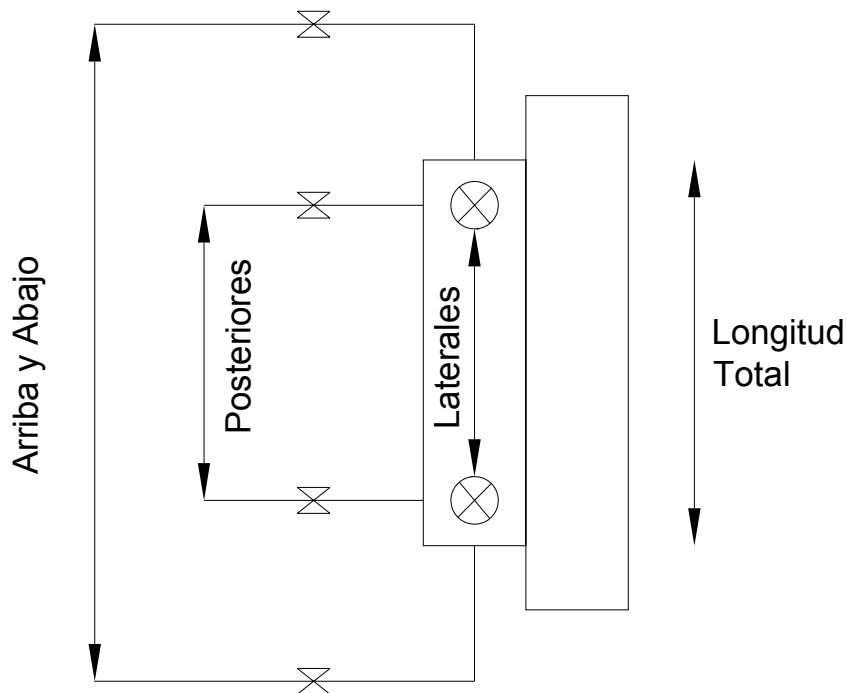 Arriba y Abajo
Posteriores
Laterales
Longitud
Total